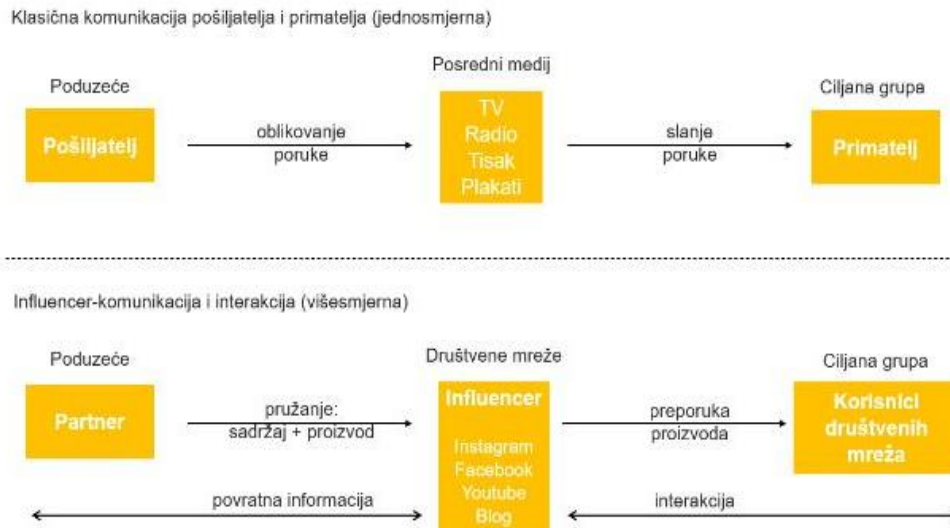 Klasična komunikacija pošiljatelja i primatelja (jednosmjerna)
Poduzeće
Pošiljatelj
oblikovanje
poruke
Posredni medij
TV
Radio
Tisak
Plakati
slanje
poruke
Ciljana grupa
Primatelj
Influencer-komunikacija i interakcija (višesmjerna)
Poduzeće
Partner
pružanje:
sadržaj + proizvod
povratna informacija
Društvene mreže
Influencer
Instagram
Facebook
Youtube
Blog
preporuka
proizvoda
interakcija
Ciljana grupa
Korisnici
društvenih
mreža